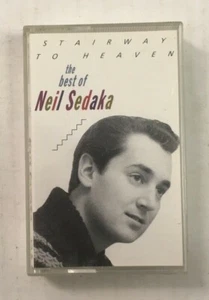 STAIRWAY
TO HEAVEN
the
best of
Neil Sedaka